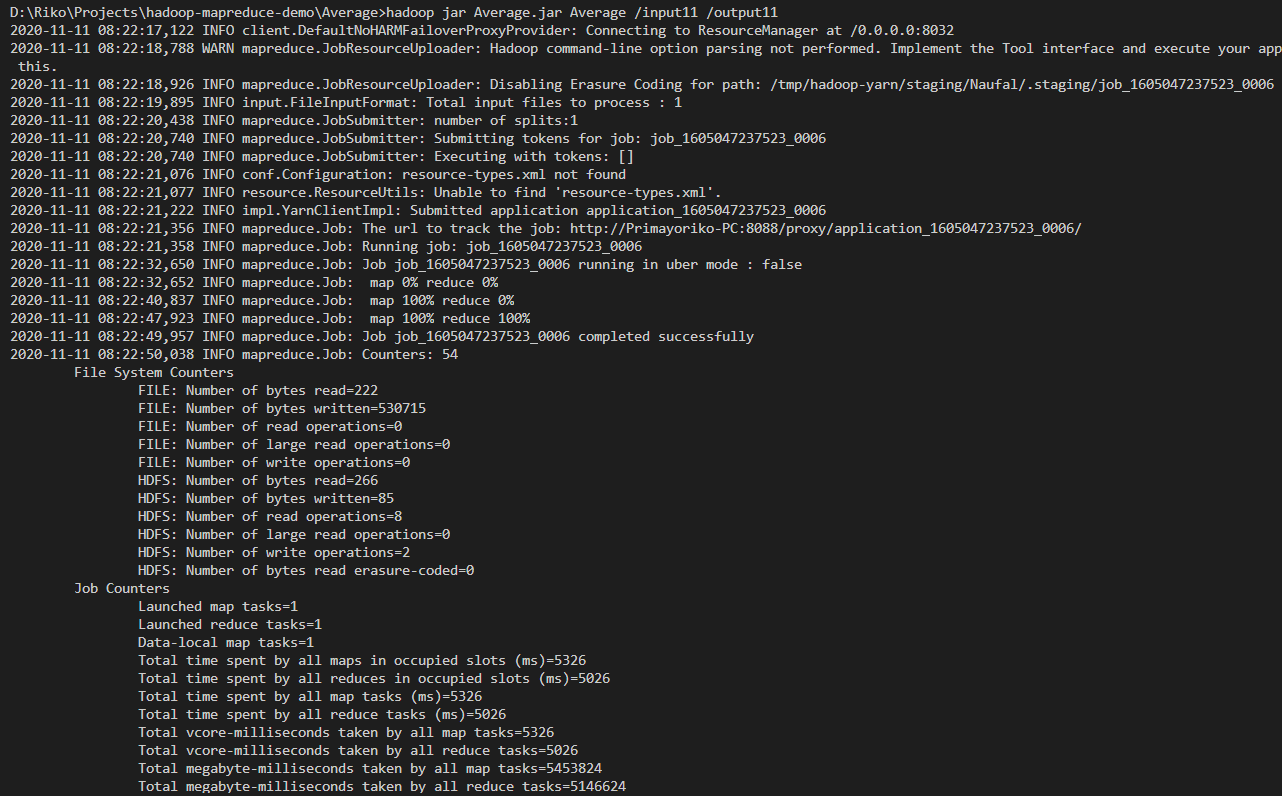 D:\Riko\Projects\hadoop-mapreduce-demo\Average>hadoop jar Average.jar Average /input11 /output11
2020-11-11 08:22:17,122 INFO client.DefaultNoHARMFailoverProxyProvider: Connecting to ResourceManager at /0.0.0.0:8032
2020-11-11 08:22:18,788 WARN mapreduce.JobResourceUploader: Hadoop command-line option parsing not performed. Implement the Tool interface and execute your app
this.
2020-11-11 08:22:18,926 INFO mapreduce.JobResourceUploader: Disabling Erasure Coding for path: /tmp/hadoop-yarn/staging/Naufal/.staging/job_1605047237523_0006
2020-11-11 08:22:19,895 INFO input.FileInputFormat: Total input files to process : 1
2020-11-11 08:22:20,438 INFO mapreduce.JobSubmitter: number of splits:1
2020-11-11 08:22:20,740 INFO mapreduce.JobSubmitter: Submitting tokens for job: job_1605047237523_0006
2020-11-11 08:22:20,740 INFO mapreduce.JobSubmitter: Executing with tokens: []
2020-11-11 08:22:21,076 INFO conf.Configuration: resource-types.xml not found
2020-11-11 08:22:21,077 INFO resource.ResourceUtils: Unable to find 'resource-types.xml'.
2020-11-11 08:22:21,222 INFO impl.YarnClientImpl: Submitted application application_1605047237523_0006
2020-11-11 08:22:21,356 INFO mapreduce.Job: The url to track the job: http://Primayoriko-PC:8088/proxy/application_1605047237523_0006/
2020-11-11 08:22:21,358 INFO mapreduce.Job: Running job: job_1605047237523_0006
2020-11-11 08:22:32,650 INFO mapreduce.Job: Job job_1605047237523_0006 running in uber mode : false
2020-11-11 08:22:32,652 INFO mapreduce.Job:  map 0% reduce 0%
2020-11-11 08:22:40,837 INFO mapreduce.Job:  map 100% reduce 0%
2020-11-11 08:22:47,923 INFO mapreduce.Job:  map 100% reduce 100%
2020-11-11 08:22:49,957 INFO mapreduce.Job: Job job_1605047237523_0006 completed successfully
2020-11-11 08:22:50,038 INFO mapreduce.Job: Counters: 54
File System Counters
FILE: Number of bytes read=222
FILE: Number of bytes written=530715
FILE: Number of read operations=0
FILE: Number of large read operations=0
FILE: Number of write operations=0
HDFS: Number of bytes read=266
HDFS: Number of bytes written=85
HDFS: Number of read operations=8
HDFS: Number of large read operations=0
HDFS: Number of write operations=2
HDFS: Number of bytes read erasure-coded=0
Job Counters
Launched map tasks=1
Launched reduce tasks=1
Data-local map tasks=1
Total time spent by all maps in occupied slots (ms)=5326
Total time spent by all reduces in occupied slots (ms)=5026
Total time spent by all map tasks (ms)=5326
Total time spent by all reduce tasks (ms)=5026
Total vcore-milliseconds taken by all map tasks=5326
Total vcore-milliseconds taken by all reduce tasks=5026
Total megabyte-milliseconds taken by all map tasks=5453824
Total megabyte-milliseconds taken by all reduce tasks=5146624